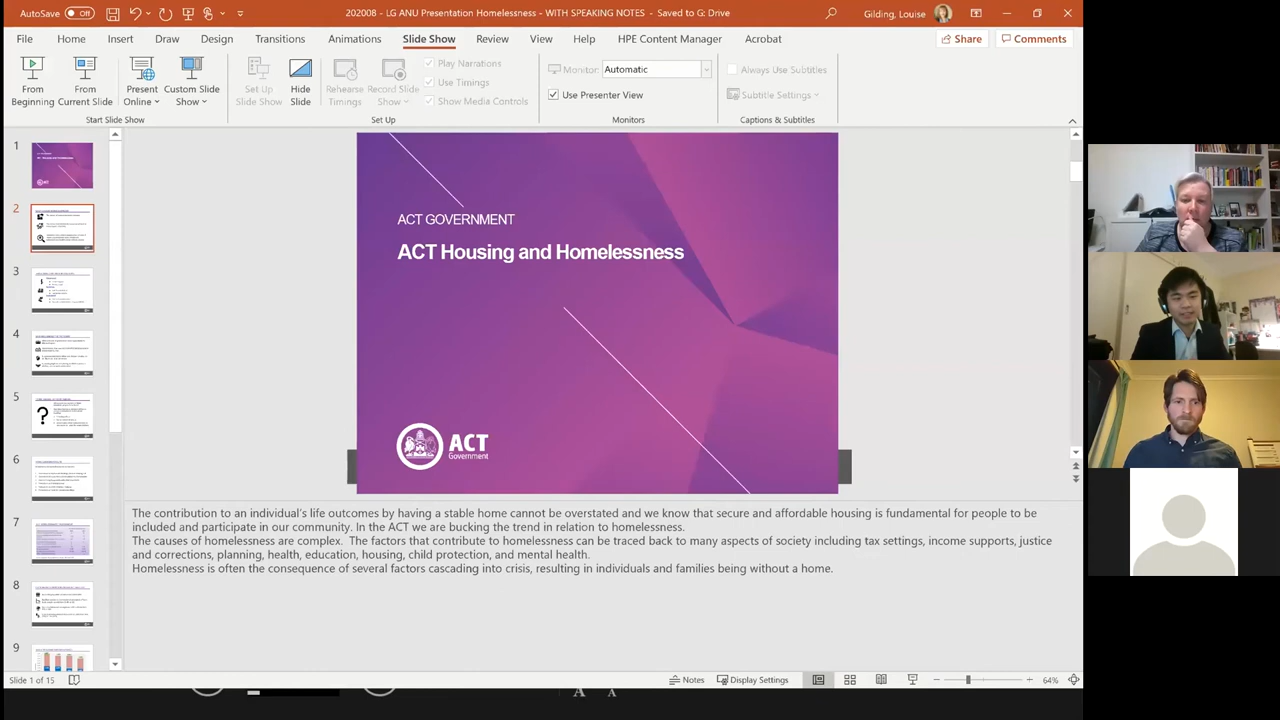 AutoSave Off
202008 - LG ANU Presentation Homelessness - WITH SPEAKING NOTES - Saved to G: Drive
Gilding, Louise
File Home Insert Draw Design Transitions Animations Slide Show Review View Help HPE Content Manager Acrobat Share Comments
From Beginning
From Current Slide
Present Online
Custom Slide Show
Set Up Slide Show
Hide Slide
Rehearse Timings
Record Slide Show
Play Narrations
Use Timings
Show Media Controls
Monitor: Automatic
Use Presenter View
Always Use Subtitles
Subtitle Settings
Start Slide Show Set Up Monitors Captions & Subtitles
1
2
3
4
5
?
6
7
8
9
ACT GOVERNMENT
ACT Housing and Homelessness
ACT
Government
The contribution to an individual's life outcomes by having a stable home cannot be overstated and we know that secure and affordable housing is fundamental for people to be
included and participate in our community. In the ACT we are bucking the trend in relation to homelessness.
The causes of homelessness are complex. The factors that contribute to homelessness can be traced back to many aspects of society including tax settings, income supports, justice
and corrections, planning, health, education, housing, child protection, and mental health.
Homelessness is often the consequence of several factors cascading into crisis, resulting in individuals and families being without a home.
Slide 1 of 15
Notes Display Settings 64%
A A